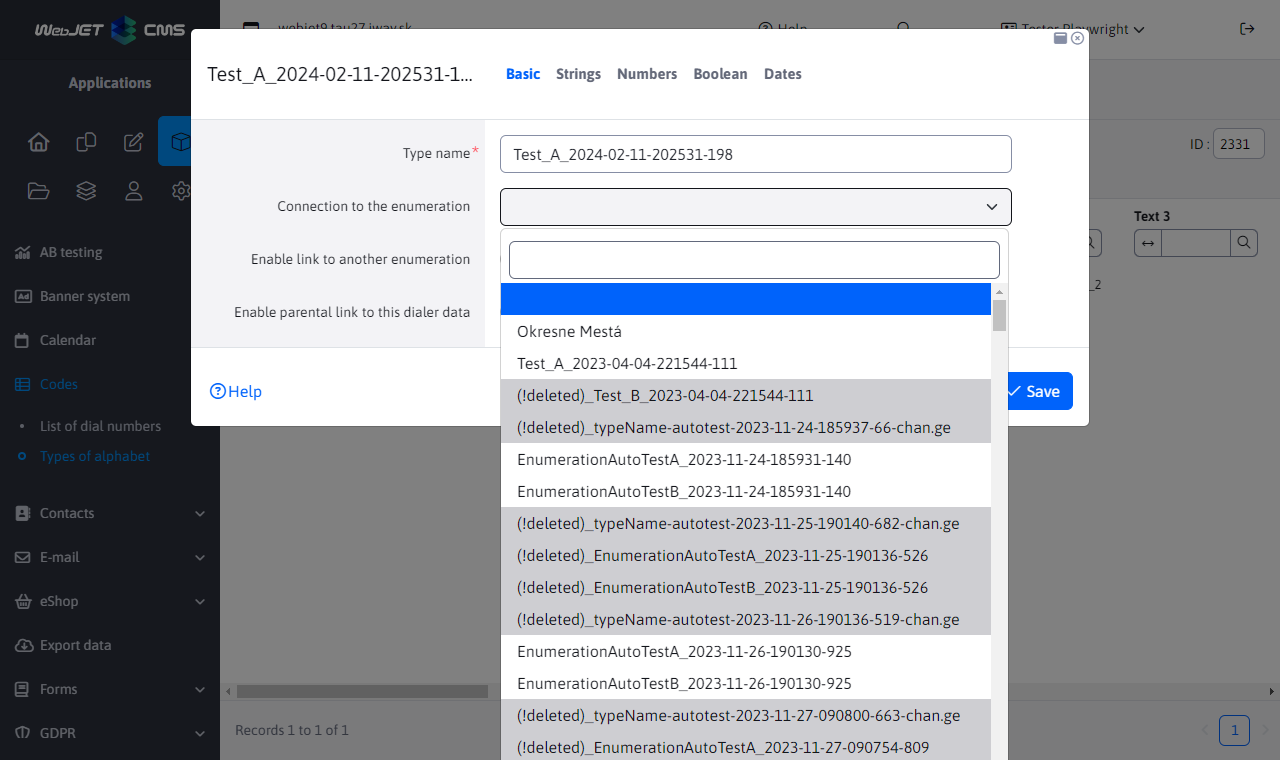 WebJET CMS
webjet9.tau27.iway.sk
Help
Tester Playwright
Applications
Test_A_2024-02-11-202531-1...
Basic
Strings
Numbers
Boolean
Dates
Type name*
Test_A_2024-02-11-202531-198
ID :
2331
Connection to the enumeration
Text 3
Enable link to another enumeration
AB testing
_2
Banner system
Enable parental link to this dialer data
Okresne Mestá
Calendar
Test_A_2023-04-04-221544-111
Codes
Help
(!deleted)_Test_B_2023-04-04-221544-111
Save
List of dial numbers
(!deleted)_typeName-autotest-2023-11-24-185937-66-chan.ge
Types of alphabet
EnumerationAutoTestA_2023-11-24-185931-140
EnumerationAutoTestB_2023-11-24-185931-140
Contacts
(!deleted)_typeName-autotest-2023-11-25-190140-682-chan.ge
E-mail
(!deleted)_EnumerationAutoTestA_2023-11-25-190136-526
(!deleted)_EnumerationAutoTestB_2023-11-25-190136-526
eShop
(!deleted)_typeName-autotest-2023-11-26-190136-519-chan.ge
Export data
EnumerationAutoTestA_2023-11-26-190130-925
Forms
EnumerationAutoTestB_2023-11-26-190130-925
(!deleted)_typeName-autotest-2023-11-27-090800-663-chan.ge
GDPR
Records 1 to 1 of 1
1
(!deleted)_EnumerationAutoTestA_2023-11-27-090754-809